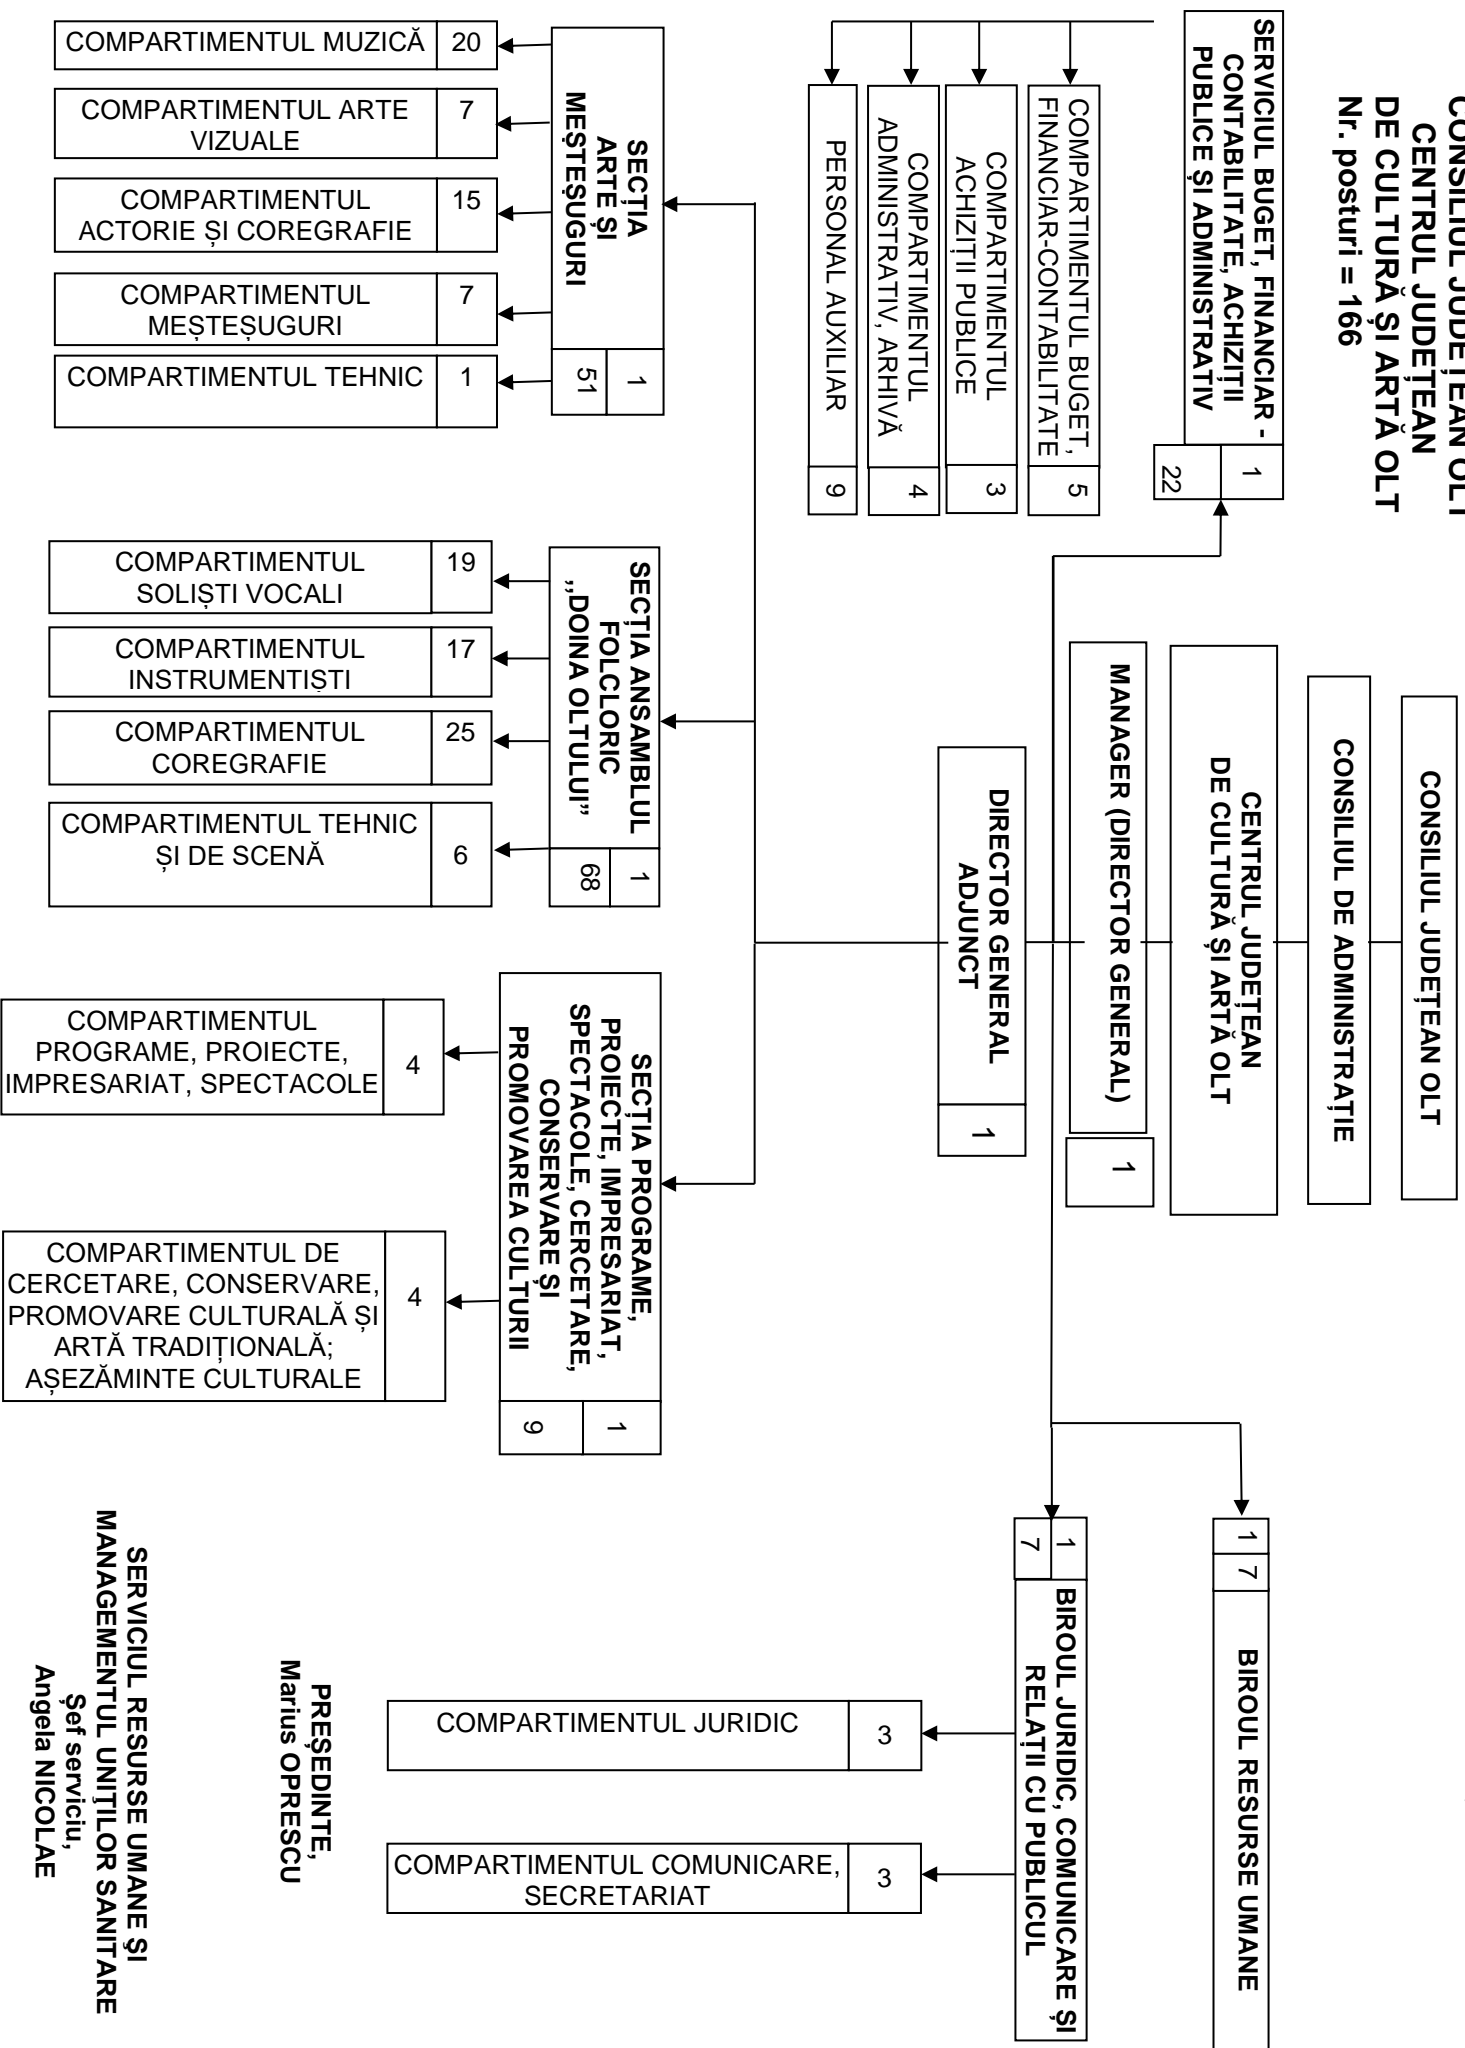 CONSILIUL JUDEȚEAN OLT
CENTRUL JUDEȚEAN
DE CULTURĂ ȘI ARTĂ OLT
Nr. posturi = 166
CONSILIUL JUDEȚEAN OLT
CONSILIUL DE ADMINISTRAȚIE
CENTRUL JUDEȚEAN
DE CULTURĂ ȘI ARTĂ OLT
MANAGER (DIRECTOR GENERAL)
1
DIRECTOR GENERAL
ADJUNCT
1
SERVICIUL BUGET, FINANCIAR -
CONTABILITATE, ACHIZIȚII
PUBLICE ȘI ADMINISTRATIV
1
22
COMPARTIMENTUL BUGET,
FINANCIAR-CONTABILITATE
5
COMPARTIMENTUL
ACHIZIȚII PUBLICE
3
COMPARTIMENTUL
ADMINISTRATIV, ARHIVĂ
4
PERSONAL AUXILIAR
9
BIROUL RESURSE UMANE
1
7
BIROUL JURIDIC, COMUNICARE ȘI
RELAȚII CU PUBLICUL
1
7
COMPARTIMENTUL JURIDIC
3
COMPARTIMENTUL COMUNICARE,
SECRETARIAT
3
SECȚIA
ARTE ȘI
MEȘTEȘUGURI
1
51
COMPARTIMENTUL MUZICĂ
20
COMPARTIMENTUL ARTE
VIZUALE
7
COMPARTIMENTUL
ACTORIE ȘI COREGRAFIE
15
COMPARTIMENTUL
MEȘTEȘUGURI
7
COMPARTIMENTUL TEHNIC
1
SECȚIA ANSAMBLUL
FOLCLORIC
,,DOINA OLTULUI”
1
68
COMPARTIMENTUL
SOLIȘTI VOCALI
19
COMPARTIMENTUL
INSTRUMENTIȘTI
17
COMPARTIMENTUL
COREGRAFIE
25
COMPARTIMENTUL TEHNIC
ȘI DE SCENĂ
6
SECȚIA PROGRAME,
PROIECTE, IMPRESARIAT,
SPECTACOLE, CERCETARE,
CONSERVARE ȘI
PROMOVAREA CULTURII
1
9
COMPARTIMENTUL
PROGRAME, PROIECTE,
IMPRESARIAT, SPECTACOLE
4
COMPARTIMENTUL DE
CERCETARE, CONSERVARE,
PROMOVARE CULTURALĂ ȘI
ARTĂ TRADIȚIONALĂ;
AȘEZĂMINTE CULTURALE
4
PREȘEDINTE,
Marius OPRESCU
SERVICIUL RESURSE UMANE ȘI
MANAGEMENTUL UNIȚILOR SANITARE
Șef serviciu,
Angela NICOLAE